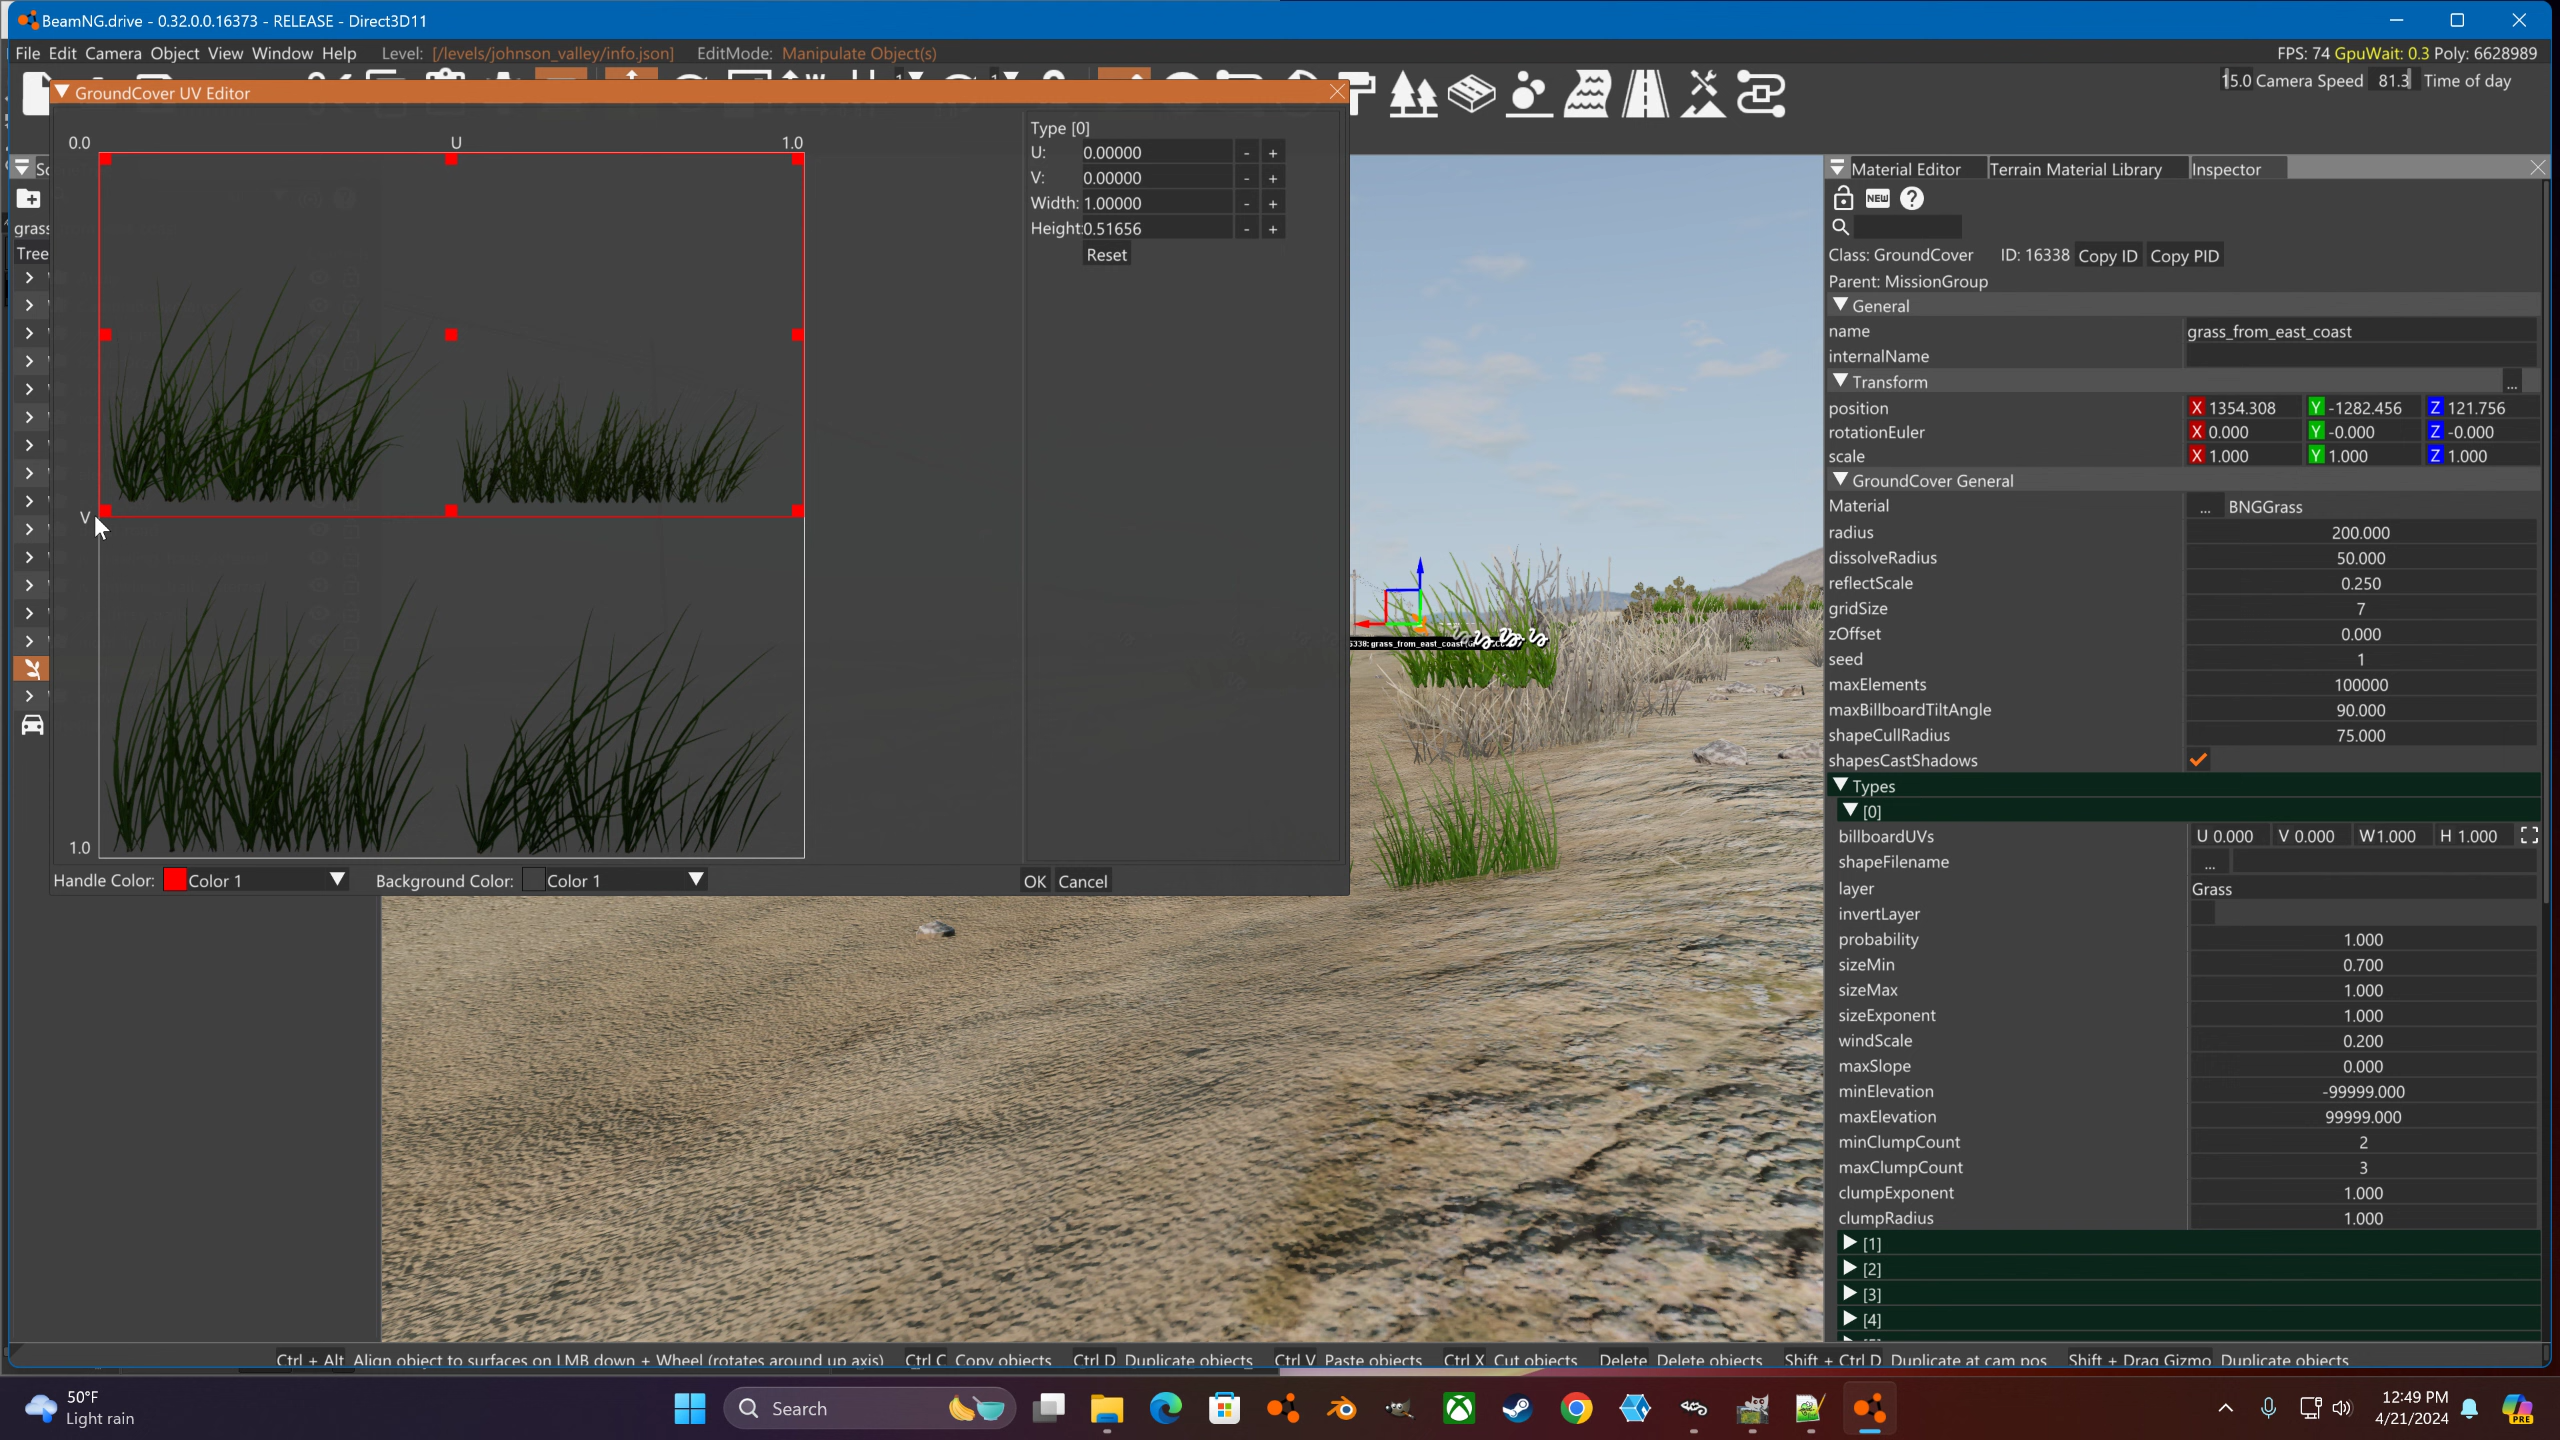 BeamNG.drive - 0.32.0.0.16373 - RELEASE - Direct3D11
File Edit Camera Object View Window Help Level: [/levels/johnson_valley/info.json] EditMode: Manipulate Object(s)
FPS: 74 GpuWait: 0.3 Poly: 6628989
15.0 Camera Speed 81.3 Time of day
GroundCover UV Editor
0.0 U 1.0
V
1.0
Type [0]
U: 0.00000 - +
V: 0.00000 - +
Width: 1.00000 - +
Height: 0.51656 - +
Reset
Handle Color: Color 1
Background Color: Color 1
OK Cancel
Sc
grass
Tree
Material Editor Terrain Material Library Inspector
NEW
Class: GroundCover ID: 16338 Copy ID Copy PID
Parent: MissionGroup
General
name grass_from_east_coast
internalName
Transform ...
position X 1354.308 Y -1282.456 Z 121.756
rotationEuler X 0.000 Y -0.000 Z -0.000
scale X 1.000 Y 1.000 Z 1.000
GroundCover General
Material ... BNGGrass
radius 200.000
dissolveRadius 50.000
reflectScale 0.250
gridSize 7
zOffset 0.000
seed 1
maxElements 100000
maxBillboardTiltAngle 90.000
shapeCullRadius 75.000
shapesCastShadows
Types
[0]
billboardUVs U 0.000 V 0.000 W 1.000 H 1.000
shapeFilename ...
layer Grass
invertLayer
probability 1.000
sizeMin 0.700
sizeMax 1.000
sizeExponent 1.000
windScale 0.200
maxSlope 0.000
minElevation -99999.000
maxElevation 99999.000
minClumpCount 2
maxClumpCount 3
clumpExponent 1.000
clumpRadius 1.000
[1]
[2]
[3]
[4]
Ctrl + Alt Align object to surfaces on LMB down + Wheel (rotates around up axis) Ctrl C Copy objects Ctrl D Duplicate objects Ctrl V Paste objects Ctrl X Cut objects Delete Delete objects Shift + Ctrl D Duplicate at cam pos Shift + Drag Gizmo Duplicate objects
50°F
Light rain
Search
12:49 PM
4/21/2024
PRE